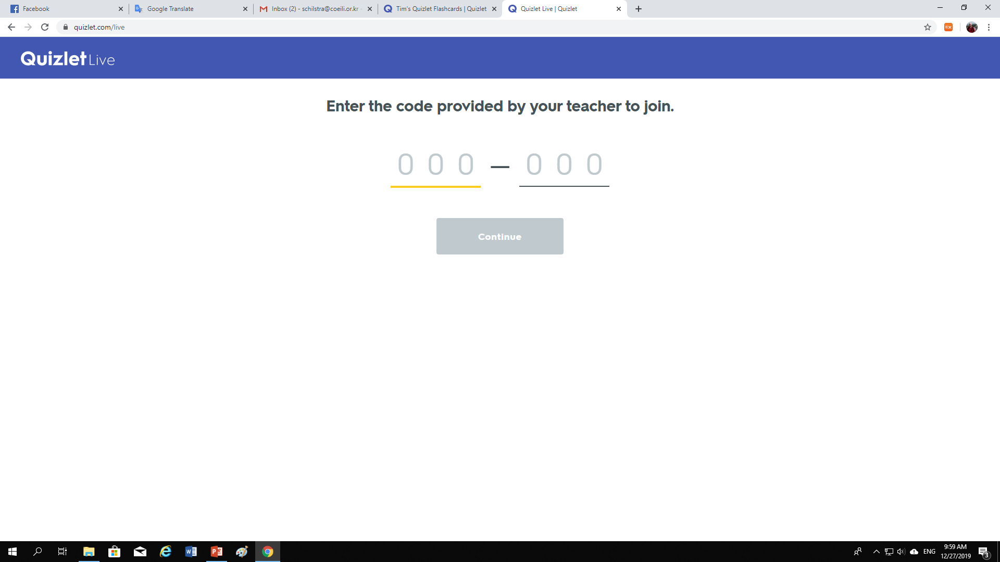 Facebook
Google Translate
Inbox (2) - schilstra@coeili.or.kr -
Tim's Quizlet Flashcards | Quizlet
Quizlet Live | Quizlet
quizlet.com/live
Quizlet Live
Enter the code provided by your teacher to join.
000 — 000
Continue
ENG
9:59 AM
12/27/2019
3